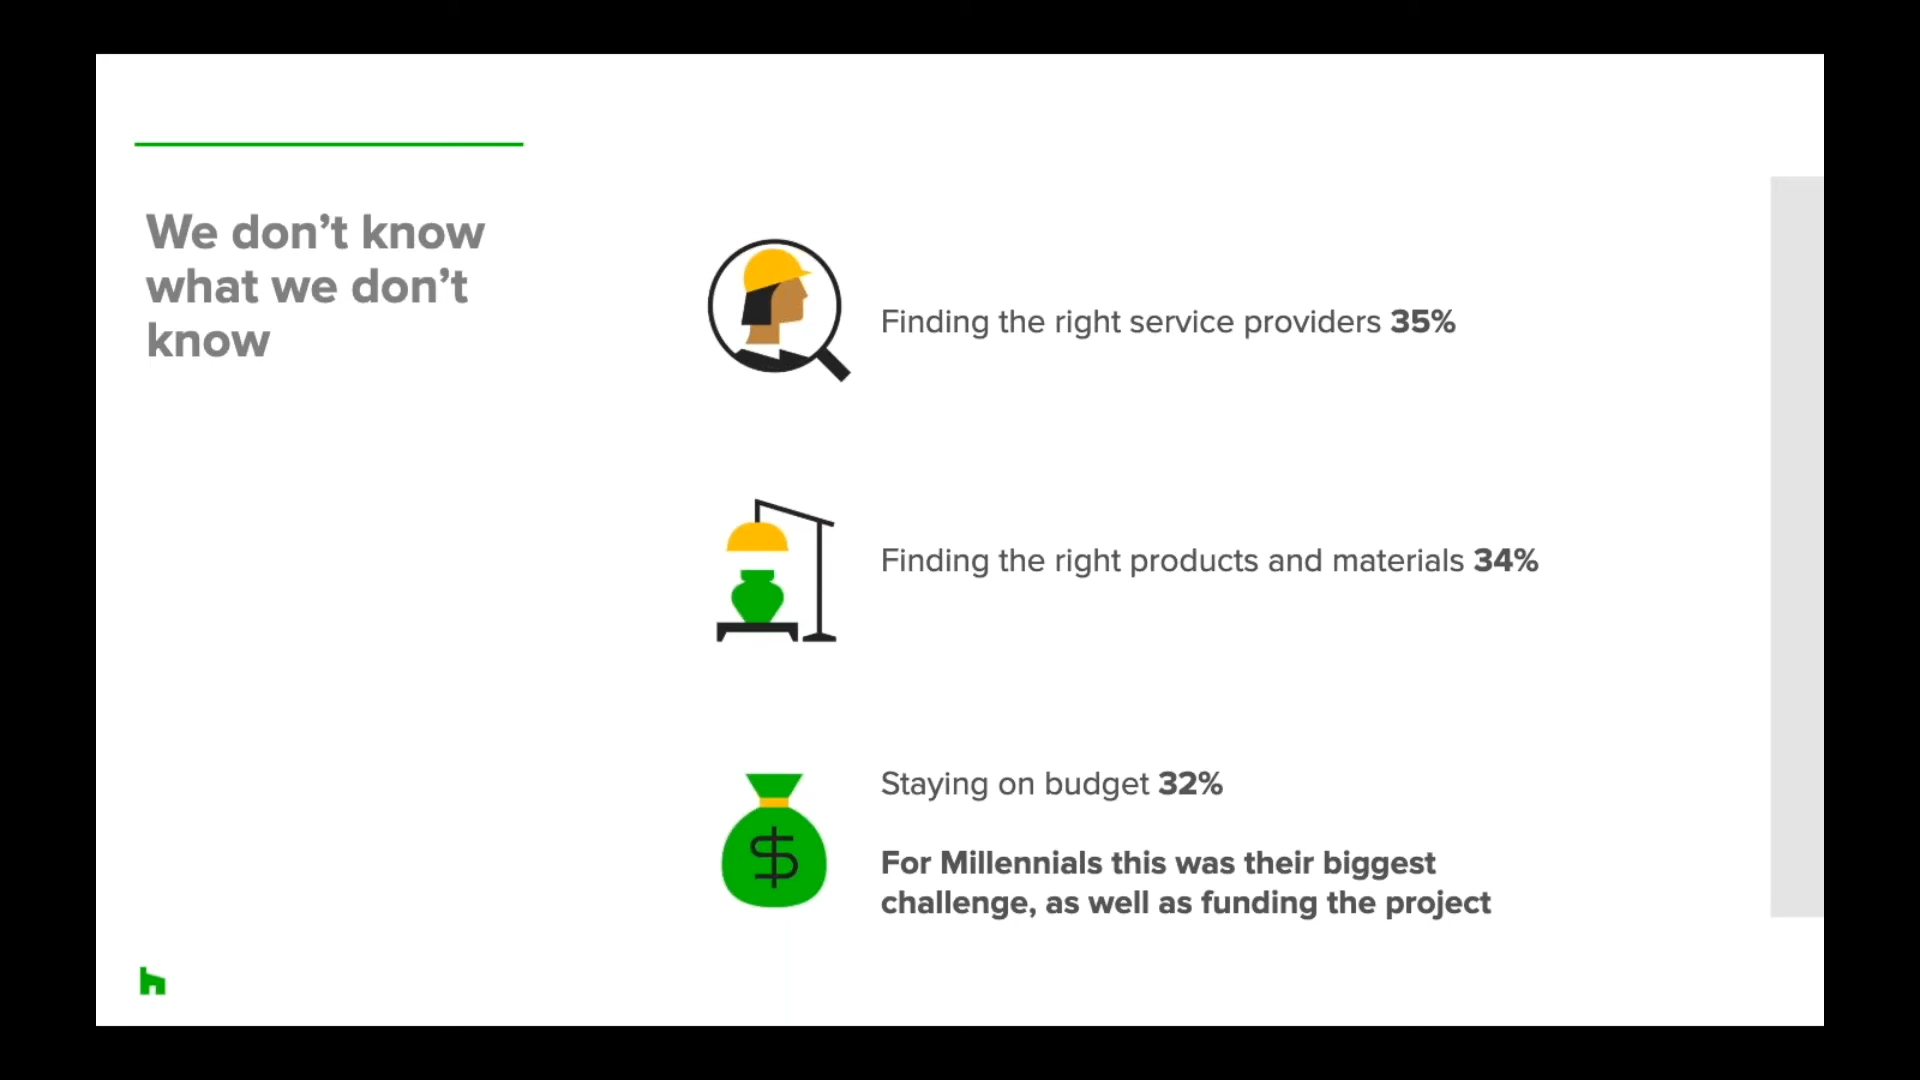 We don’t know
what we don’t
know
Finding the right service providers 35%
Finding the right products and materials 34%
Staying on budget 32%
For Millennials this was their biggest
challenge, as well as funding the project
$